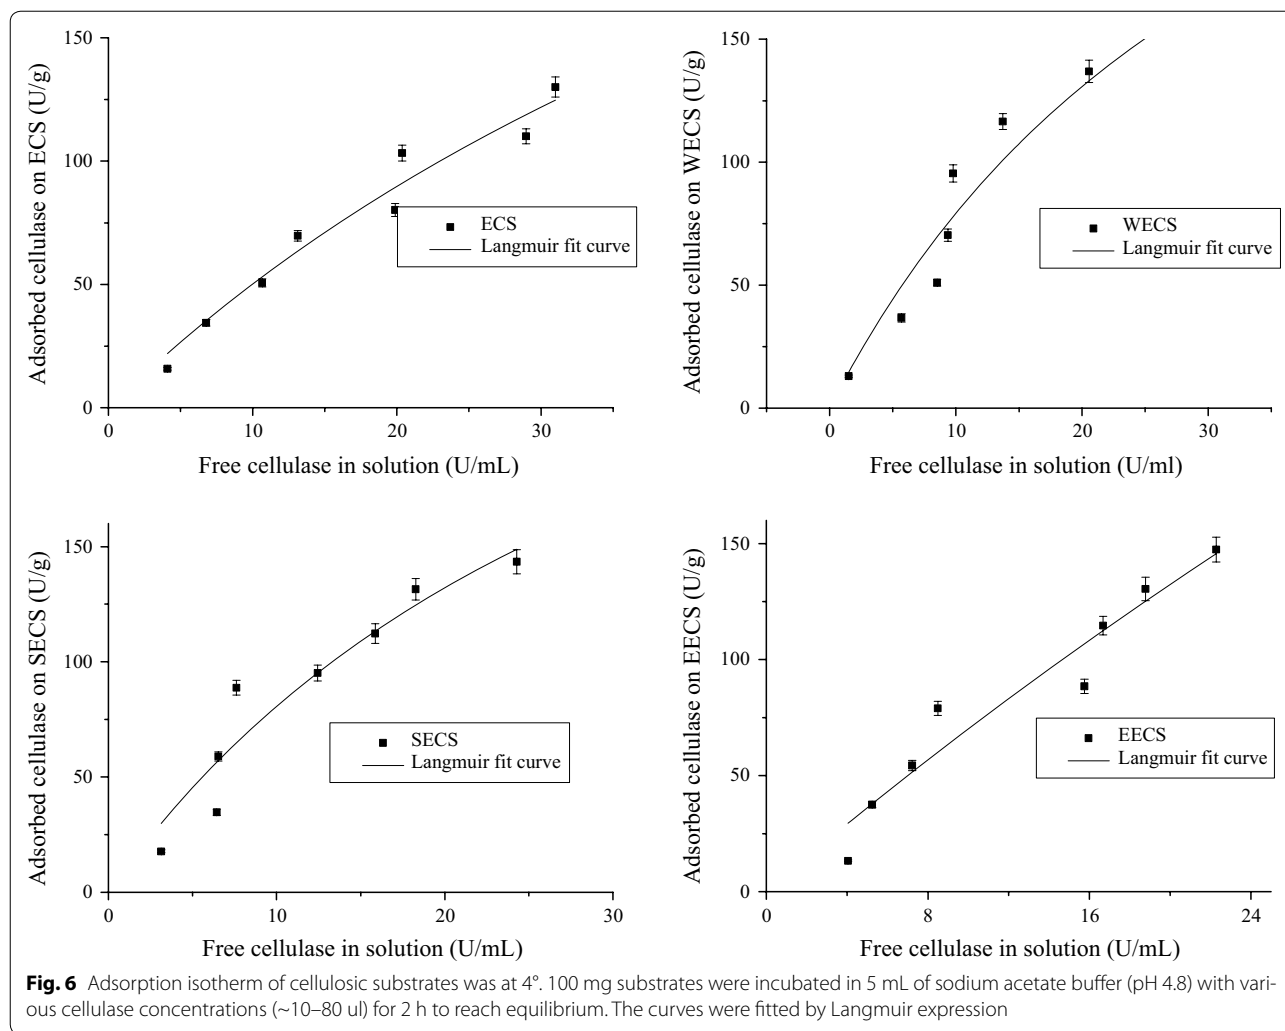 150
100
50
0
Adsorbed cellulase on ECS (U/g)
ECS
Langmuir fit curve
0 10 20 30
Free cellulase in solution (U/mL)
150
100
50
0
Adsorbed cellulase on WECS (U/g)
WECS
Langmuir fit curve
0 10 20 30
Free cellulase in solution (U/ml)
150
100
50
0
Adsorbed cellulase on SECS (U/g)
SECS
Langmuir fit curve
0 10 20 30
Free cellulase in solution (U/mL)
150
100
50
0
Adsorbed cellulase on EECS (U/g)
EECS
Langmuir fit curve
0 8 16 24
Free cellulase in solution (U/mL)
Fig. 6 Adsorption isotherm of cellulosic substrates was at 4°. 100 mg substrates were incubated in 5 mL of sodium acetate buffer (pH 4.8) with vari-
ous cellulase concentrations (~10–80 ul) for 2 h to reach equilibrium. The curves were fitted by Langmuir expression